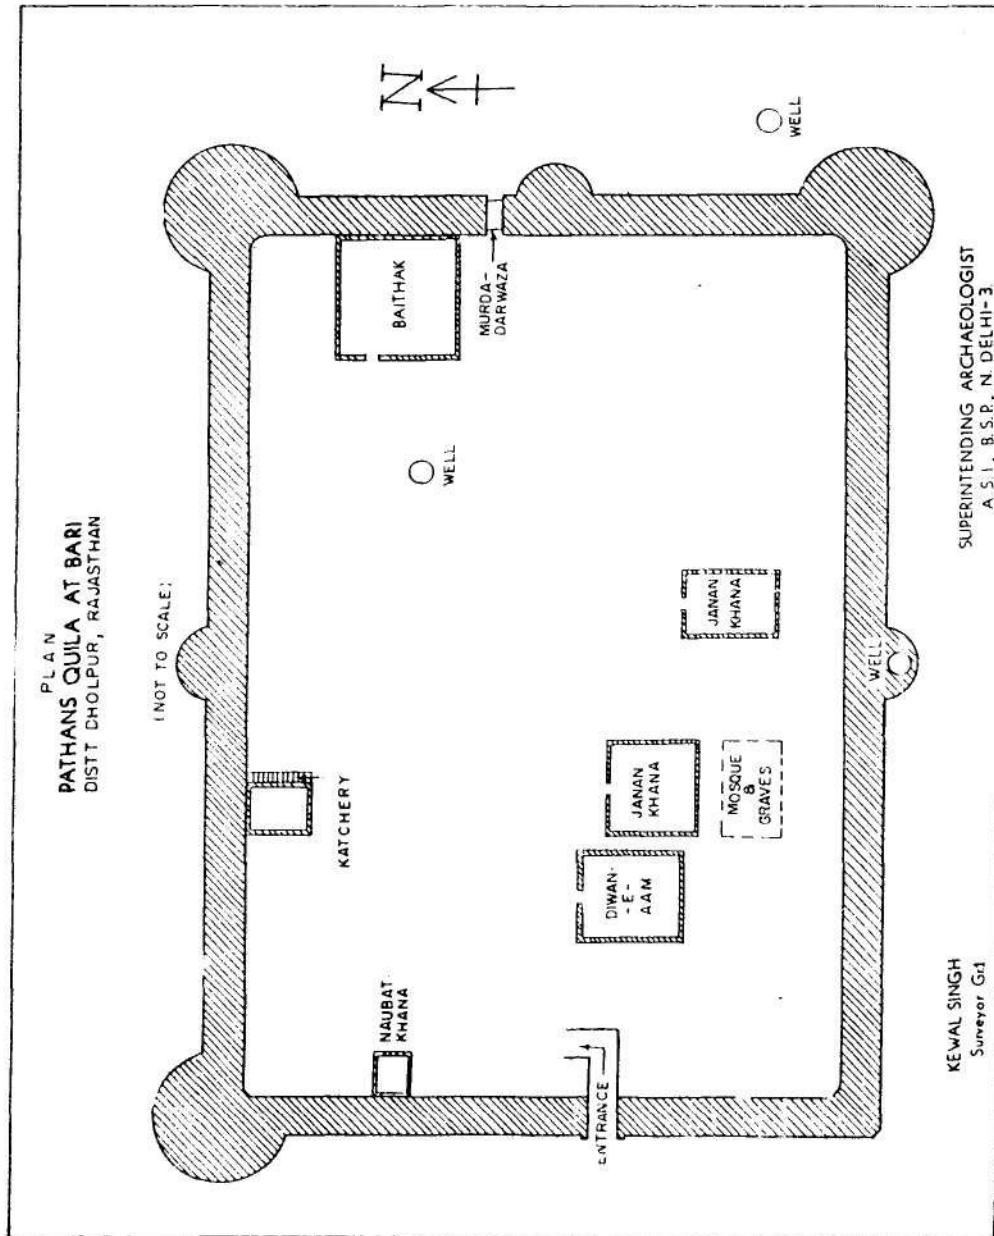 PLAN
PATHANS QUILA AT BARI
DISTT DHOLPUR, RAJASTHAN
(NOT TO SCALE)
N
WELL
BAITHAK
MURDA-
DARWAZA
WELL
JANAN
KHANA
WELL
KATCHERY
JANAN
KHANA
MOSQUE
&
GRAVES
DIWAN-
-E-
AAM
NAUBAT-
KHANA
ENTRANCE
KEWAL SINGH
Surveyor Gd1
SUPERINTENDING ARCHAEOLOGIST
A.S.I., B.S.P., N. DELHI-3.